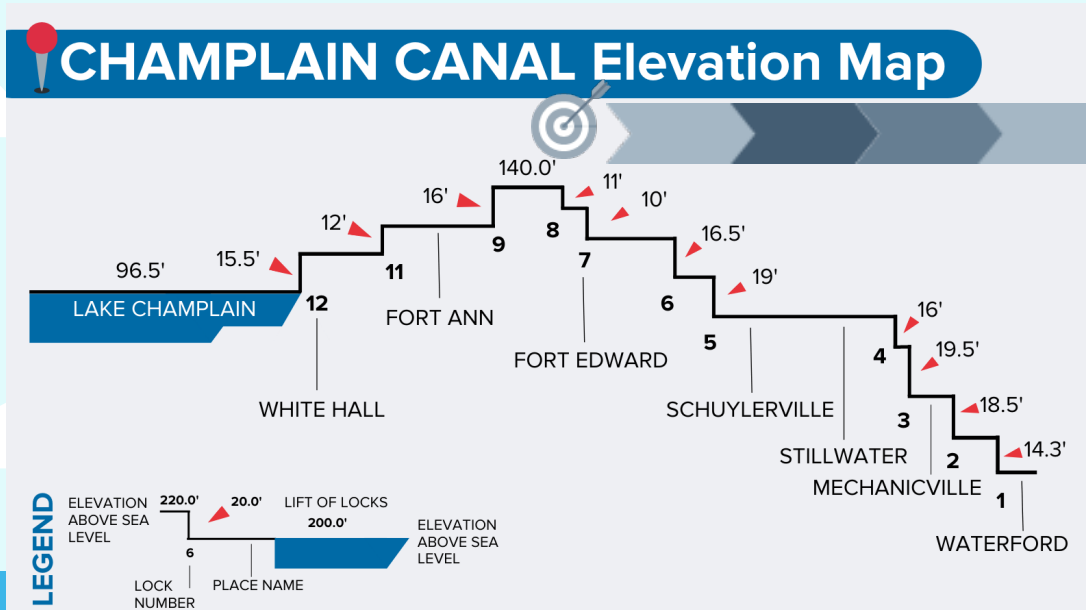 CHAMPLAIN CANAL Elevation Map
140.0'
11'
16'
10'
12'
8
16.5'
9
15.5'
7
96.5'
11
19'
LAKE CHAMPLAIN
12
6
16'
FORT ANN
5
4
19.5'
FORT EDWARD
WHITE HALL
SCHUYLERVILLE
3
18.5'
STILLWATER
2
14.3'
MECHANICVILLE
1
WATERFORD
LEGEND
ELEVATION
ABOVE SEA
LEVEL
220.0'
20.0'
LIFT OF LOCKS
200.0'
ELEVATION
ABOVE SEA
LEVEL
6
LOCK
NUMBER
PLACE NAME